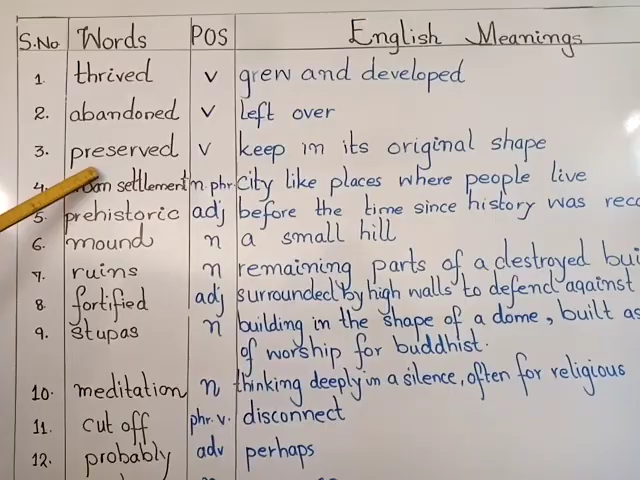 S.No Words POS English Meanings
1. thrived v grew and developed
2. abandoned v left over
3. preserved v keep in its original shape
4. settlement n.phr. city like places where people live
5. prehistoric adj before the time since history was
6. mound n a small hill
7. ruins n remaining parts of a destroyed
8. fortified adj surrounded by high walls to defend against
9. stupas n building in the shape of a dome, built as
of worship for buddhist.
10. meditation n thinking deeply in a silence, often for religious
11. cut off phr. v. disconnect
12. probably adv perhaps